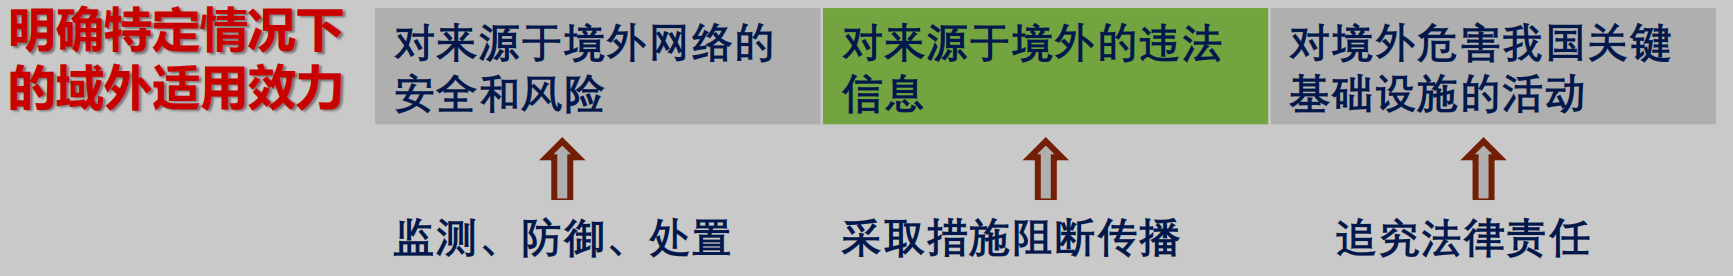 明确特定情况下
的域外适用效力
对来源于境外网络的
安全和风险
对来源于境外的违法
信息
对境外危害我国关键
基础设施的活动
监测、防御、处置
采取措施阻断传播
追究法律责任